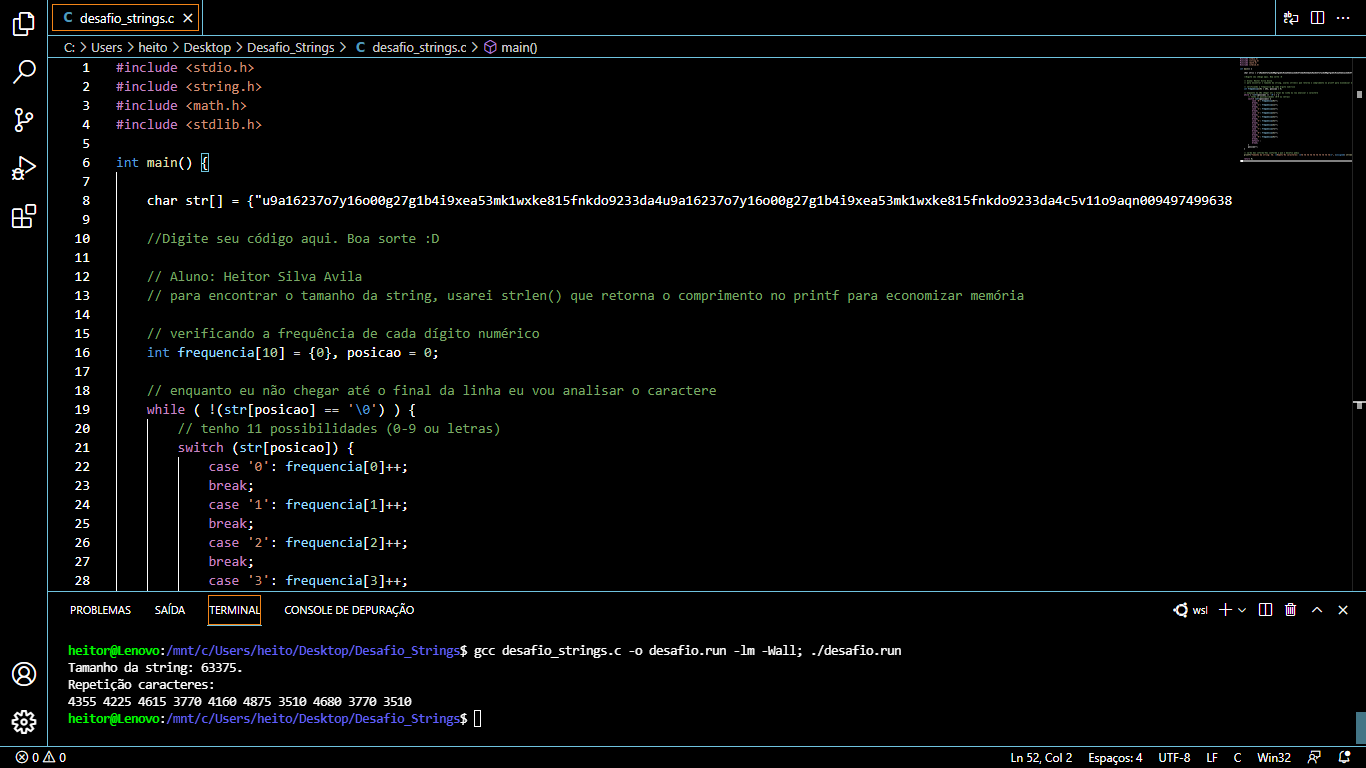 desafio_strings.c
C: > Users > heito > Desktop > Desafio_Strings > C desafio_strings.c > main()
1 #include <stdio.h>
2 #include <string.h>
3 #include <math.h>
4 #include <stdlib.h>
5
6 int main() {
7
8 char str[] = {"u9a16237o7y16o00g27g1b4i9xea53mk1wxke815fnkdo9233da4u9a16237o7y16o00g27g1b4i9xea53mk1wxke815fnkdo9233da4c5v11o9aqn009497499638
9
10 //Digite seu código aqui. Boa sorte :D
11
12 // Aluno: Heitor Silva Avila
13 // para encontrar o tamanho da string, usarei strlen() que retorna o comprimento no printf para economizar memória
14
15 // verificando a frequência de cada dígito numérico
16 int frequencia[10] = {0}, posicao = 0;
17
18 // enquanto eu não chegar até o final da linha eu vou analisar o caractere
19 while ( !(str[posicao] == '\0') ) {
20 // tenho 11 possibilidades (0-9 ou letras)
21 switch (str[posicao]) {
22 case '0': frequencia[0]++;
23 break;
24 case '1': frequencia[1]++;
25 break;
26 case '2': frequencia[2]++;
27 break;
28 case '3': frequencia[3]++;
PROBLEMAS SAÍDA TERMINAL CONSOLE DE DEPURAÇÃO wsl
heitor@Lenovo:/mnt/c/Users/heito/Desktop/Desafio_Strings$ gcc desafio_strings.c -o desafio.run -lm -Wall; ./desafio.run
Tamanho da string: 63375.
Repetição caracteres:
4355 4225 4615 3770 4160 4875 3510 4680 3770 3510
heitor@Lenovo:/mnt/c/Users/heito/Desktop/Desafio_Strings$
0 0 Ln 52, Col 2 Espaços: 4 UTF-8 LF C Win32